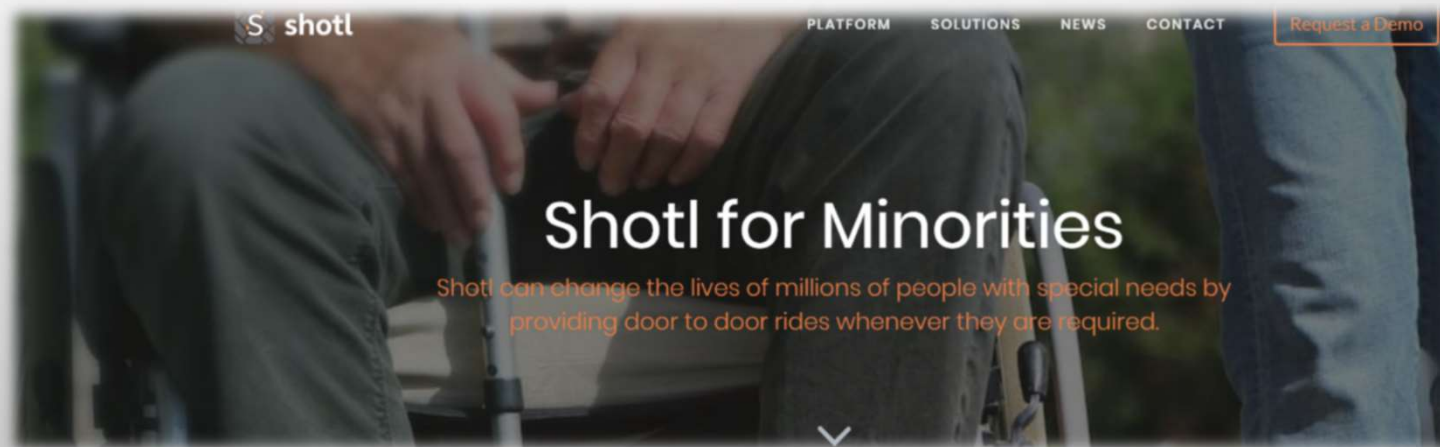 S shotl
PLATFORM SOLUTIONS NEWS CONTACT Request a Demo
Shotl for Minorities
Shotl can change the lives of millions of people with special needs by
providing door to door rides whenever they are required.